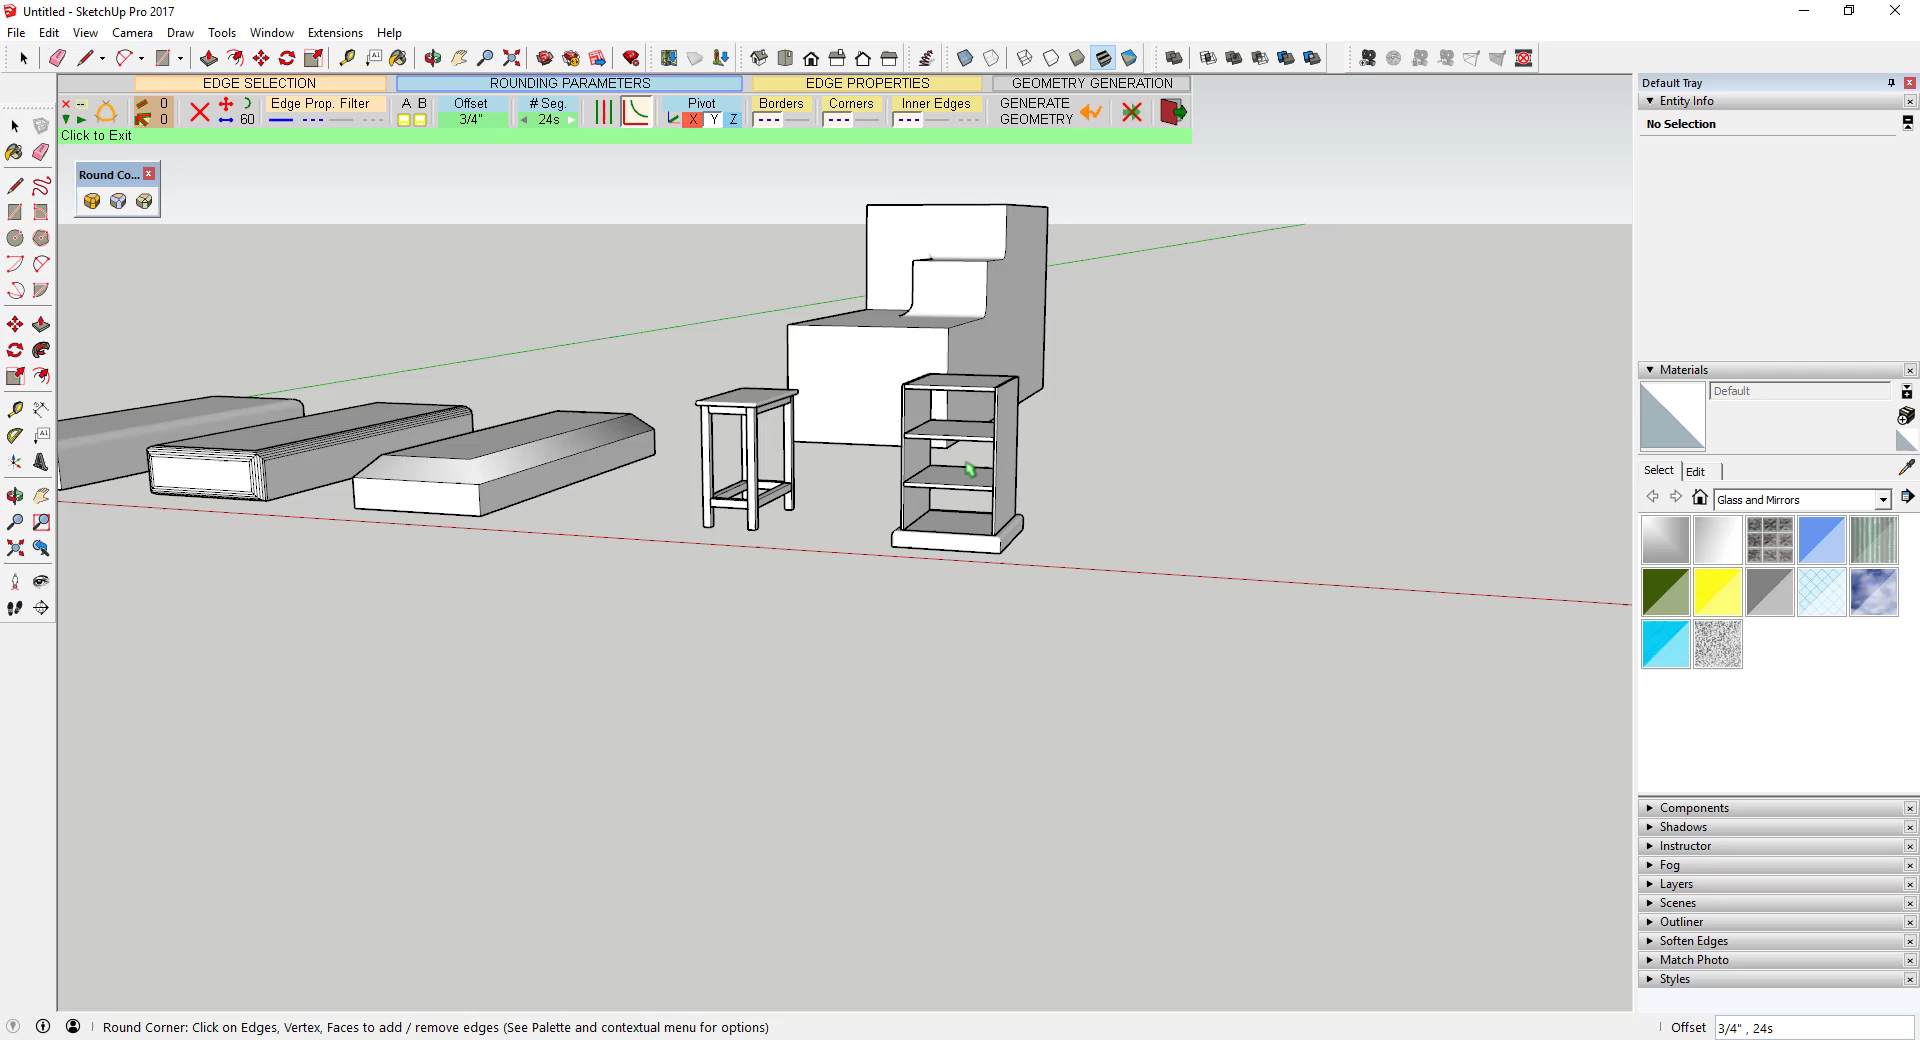 Untitled - SketchUp Pro 2017
File Edit View Camera Draw Tools Window Extensions Help
EDGE SELECTION ROUNDING PARAMETERS EDGE PROPERTIES GEOMETRY GENERATION
0 Edge Prop. Filter A B Offset # Seg. Pivot Borders Corners Inner Edges GENERATE
0 60 3/4" 24s X Y Z GEOMETRY
Click to Exit
Round Co...
Default Tray
Entity Info
No Selection
Materials
Default
Select Edit
Glass and Mirrors
Components
Shadows
Instructor
Fog
Layers
Scenes
Outliner
Soften Edges
Match Photo
Styles
Round Corner: Click on Edges, Vertex, Faces to add / remove edges (See Palette and contextual menu for options) Offset 3/4" , 24s